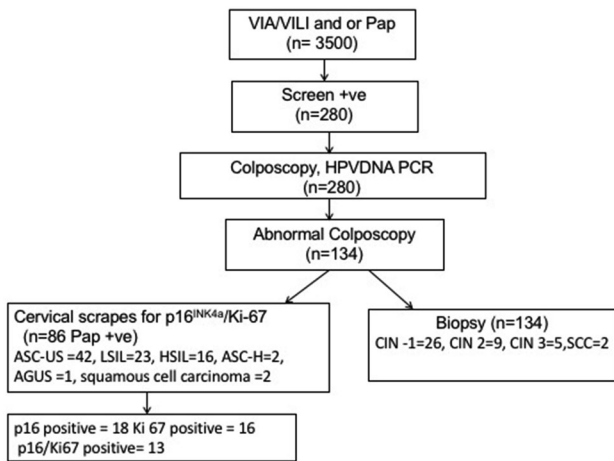 VIA/VILI and or Pap
(n= 3500)
Screen +ve
(n=280)
Colposcopy, HPVDNA PCR
(n=280)
Abnormal Colposcopy
(n=134)
Cervical scrapes for p16INK4a/Ki-67
(n=86 Pap +ve)
ASC-US =42, LSIL=23, HSIL=16, ASC-H=2,
AGUS =1, squamous cell carcinoma =2
Biopsy (n=134)
CIN -1=26, CIN 2=9, CIN 3=5,SCC=2
p16 positive = 18 Ki 67 positive = 16
p16/Ki67 positive= 13